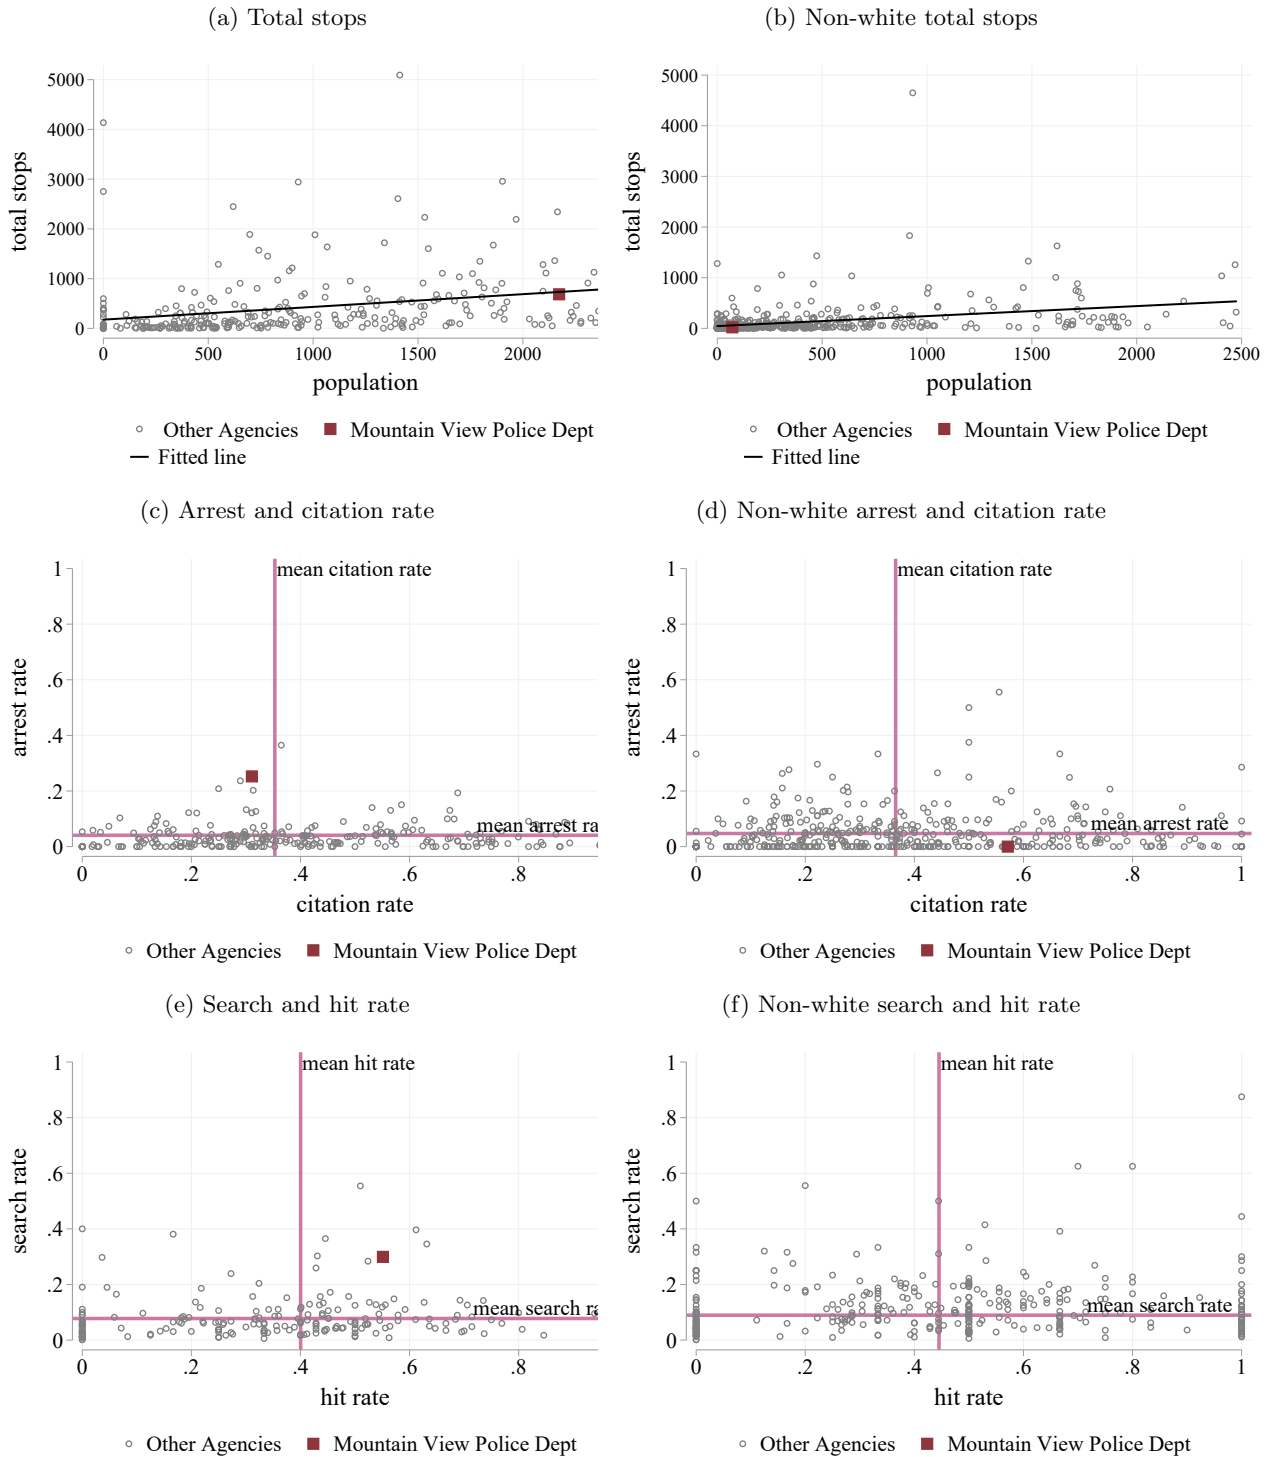 (a) Total stops
(b) Non-white total stops
total stops
5000
4000
3000
2000
1000
0
0 500 1000 1500 2000
population
Other Agencies Mountain View Police Dept
Fitted line
total stops
5000
4000
3000
2000
1000
0
0 500 1000 1500 2000 2500
population
Other Agencies Mountain View Police Dept
Fitted line
(c) Arrest and citation rate
(d) Non-white arrest and citation rate
arrest rate
1
.8
.6
.4
.2
0
mean citation rate
mean arrest ra
0 .2 .4 .6 .8
citation rate
Other Agencies Mountain View Police Dept
arrest rate
1
.8
.6
.4
.2
0
mean citation rate
mean arrest rate
0 .2 .4 .6 .8 1
citation rate
Other Agencies Mountain View Police Dept
(e) Search and hit rate
(f) Non-white search and hit rate
search rate
1
.8
.6
.4
.2
0
mean hit rate
mean search ra
0 .2 .4 .6 .8
hit rate
Other Agencies Mountain View Police Dept
search rate
1
.8
.6
.4
.2
0
mean hit rate
mean search rate
0 .2 .4 .6 .8 1
hit rate
Other Agencies Mountain View Police Dept